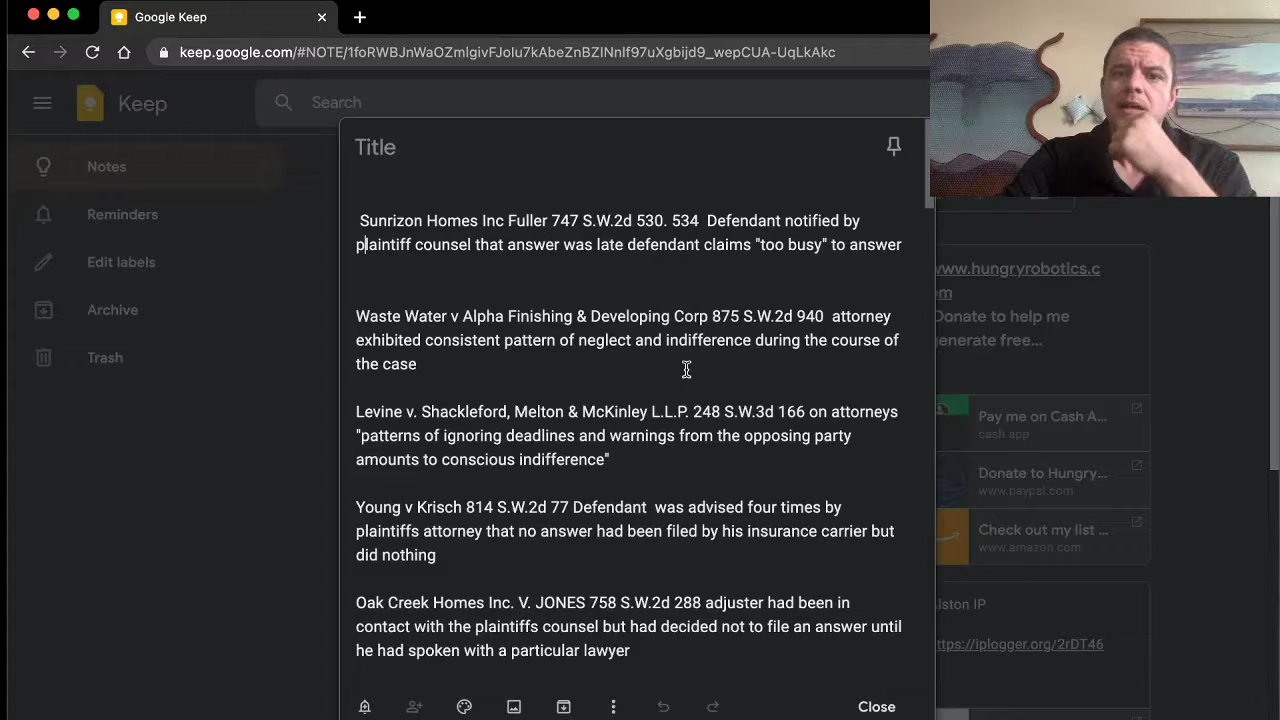 Google Keep
keep.google.com/#NOTE/1foRWBJnWaOZmIgivFJolu7kAbeZnBZINnIf97uXgbijd9_wepCUA-UqLkAkc
Keep
Search
Notes
Reminders
Edit labels
Archive
Trash
Title
Sunrizon Homes Inc Fuller 747 S.W.2d 530. 534 Defendant notified by
plaintiff counsel that answer was late defendant claims "too busy" to answer
Waste Water v Alpha Finishing & Developing Corp 875 S.W.2d 940 attorney
exhibited consistent pattern of neglect and indifference during the course of
the case
Levine v. Shackleford, Melton & McKinley L.L.P. 248 S.W.3d 166 on attorneys
"patterns of ignoring deadlines and warnings from the opposing party
amounts to conscious indifference"
Young v Krisch 814 S.W.2d 77 Defendant was advised four times by
plaintiffs attorney that no answer had been filed by his insurance carrier but
did nothing
Oak Creek Homes Inc. V. JONES 758 S.W.2d 288 adjuster had been in
contact with the plaintiffs counsel but had decided not to file an answer until
he had spoken with a particular lawyer
Close
www.hungryrobotics.c
om
Donate to help me
generate free...
Pay me on Cash A...
cash app
Donate to Hungry...
www.paypal.com
Check out my list ...
www.amazon.com
lston IP
https://iplogger.org/2rDT46